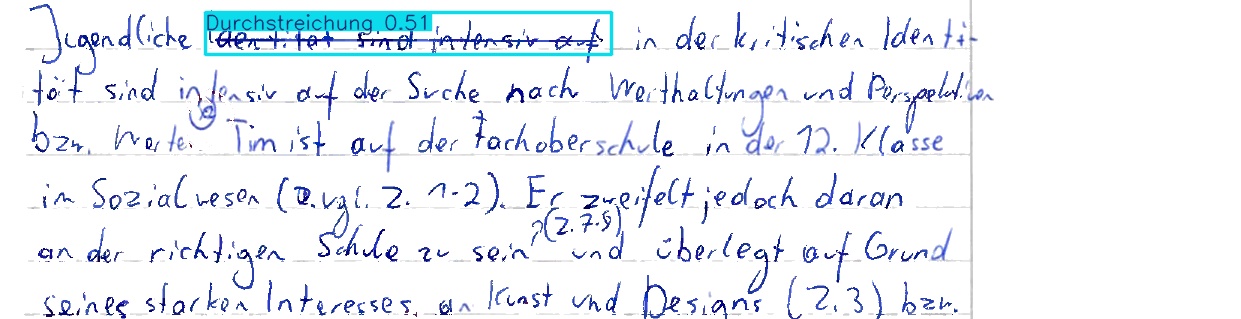 Durchstreichung 0.51
Jugendliche Identität sind intensiv auf in der kritischen Identi-
tät sind intensiv auf der Suche nach Werthaltungen und Perspektiven
bzw. Werte. Tim ist auf der Fachoberschule in der 12. Klasse
im Sozialwesen (vgl. Z. 1-2). Er zweifelt jedoch daran
an der richtigen Schule zu sein (Z. 7-8) und überlegt auf Grund
seines starken Interesses an Kunst und Designs (Z. 3) bzw.